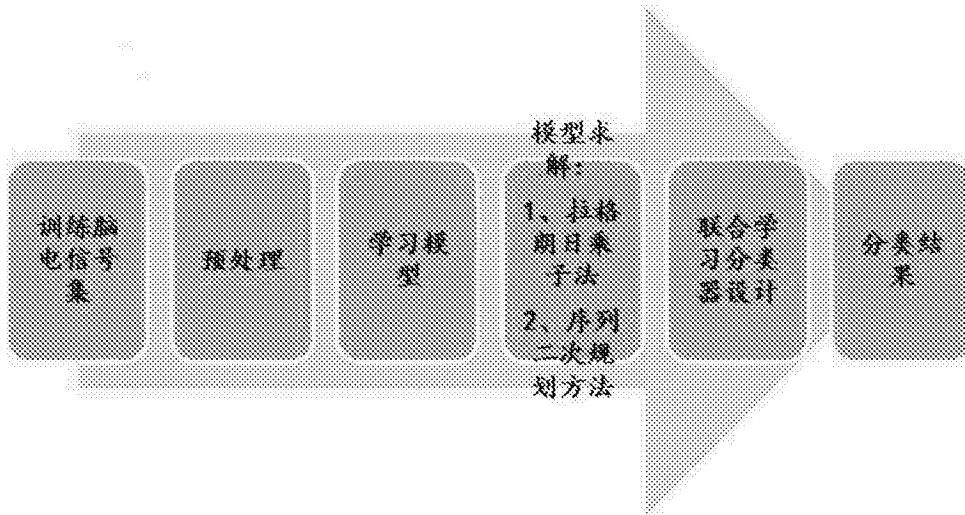 训练脑
电信号
集
预处理
学习模
型
模型求
解：
1、拉格
朗日乘
子法
2、序列
二次规
划方法
联合学
习分类
器设计
分类结
果